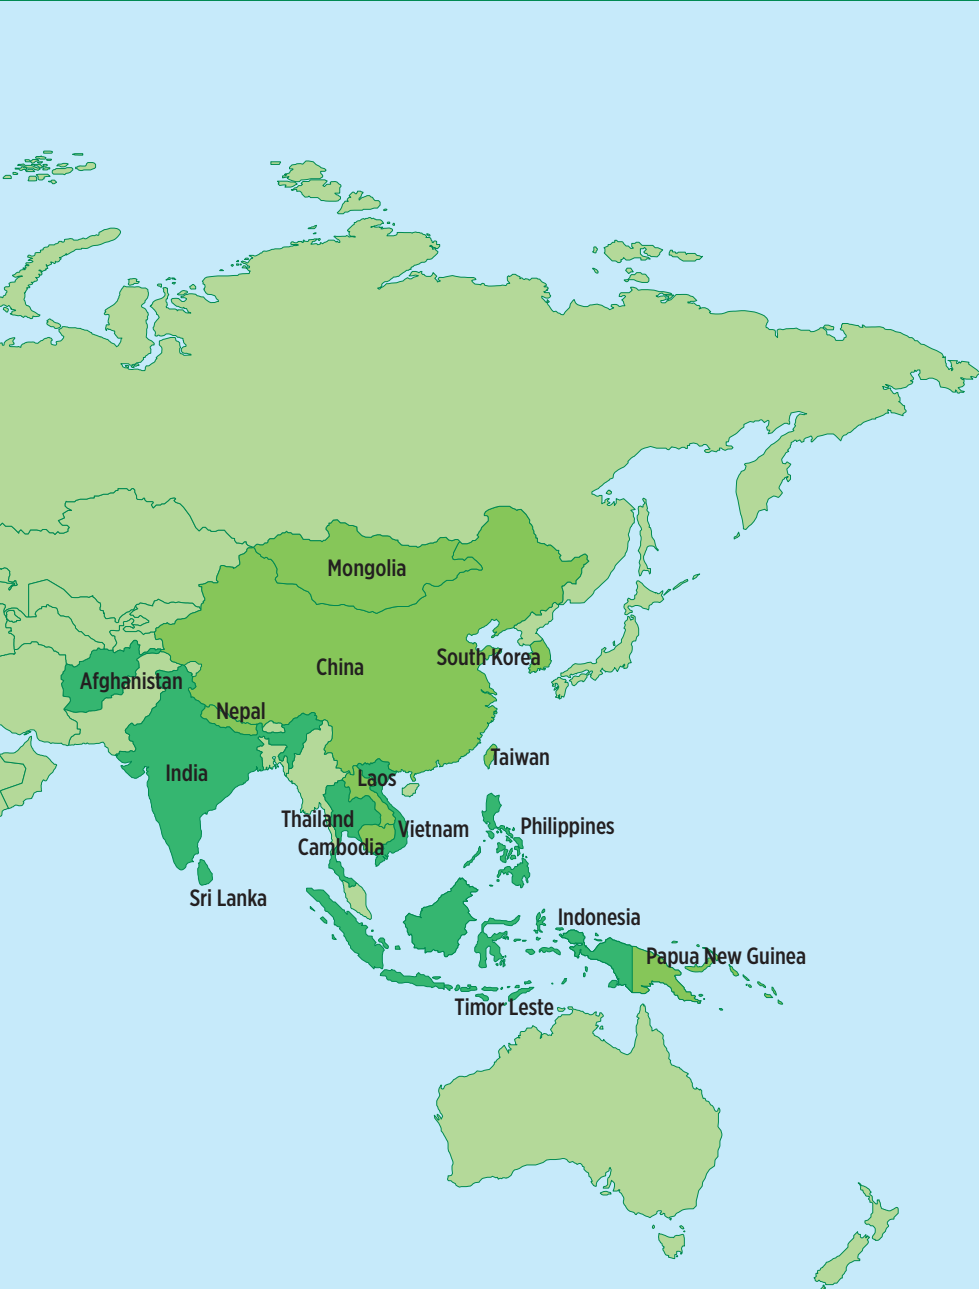 Mongolia
South Korea
China
Afghanistan
Nepal
Taiwan
India
Laos
Thailand
Vietnam
Philippines
Cambodia
Sri Lanka
Indonesia
Papua New Guinea
Timor Leste